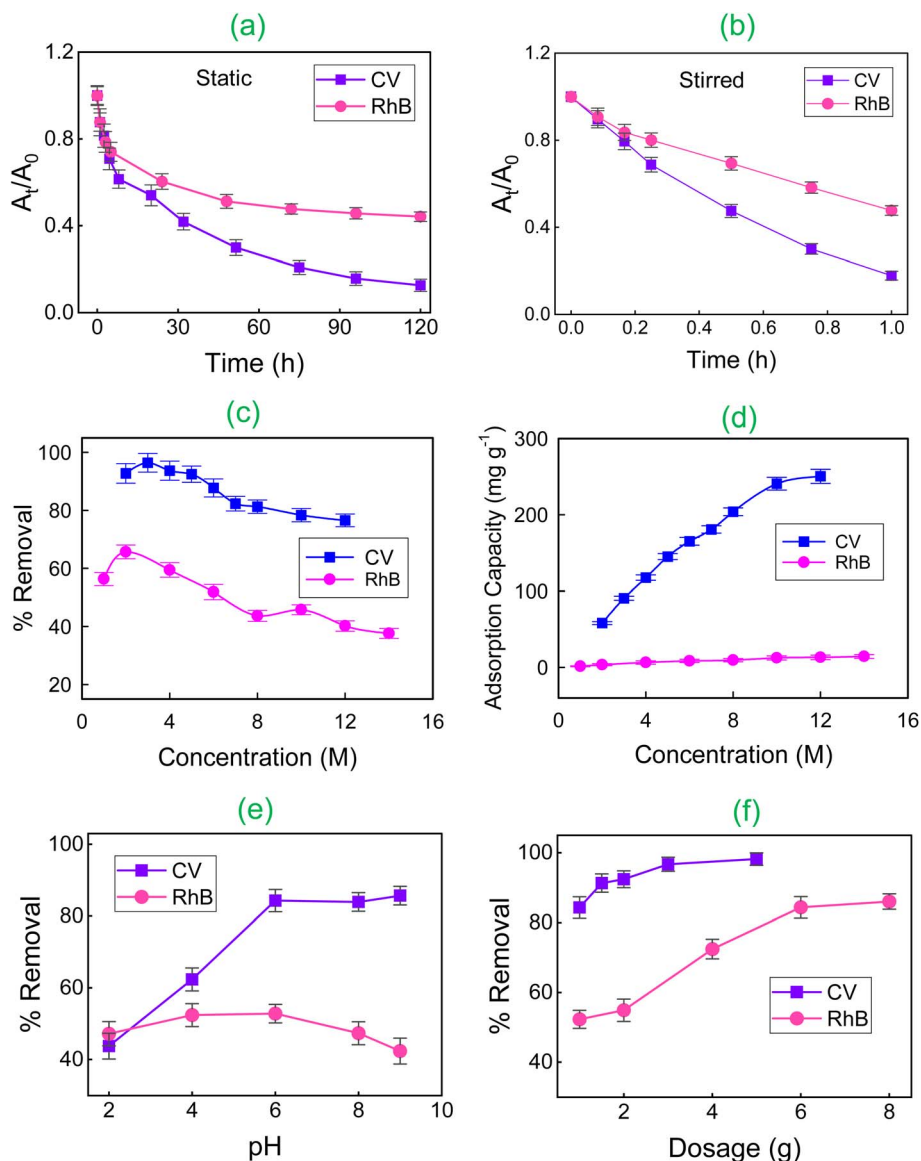 (a)
1.2
0.8
0.4
0.0
A_t/A_0
Static
CV
RhB
0 30 60 90 120
Time (h)
(b)
1.2
0.8
0.4
0.0
A_t/A_0
Stirred
CV
RhB
0.0 0.2 0.4 0.6 0.8 1.0
Time (h)
(c)
100
80
60
40
20
% Removal
CV
RhB
0 4 8 12 16
Concentration (M)
(d)
300
200
100
0
Adsorption Capacity (mg g⁻¹)
CV
RhB
0 4 8 12 16
Concentration (M)
(e)
100
80
60
40
% Removal
CV
RhB
2 4 6 8 10
pH
(f)
100
80
60
40
% Removal
CV
RhB
2 4 6 8
Dosage (g)